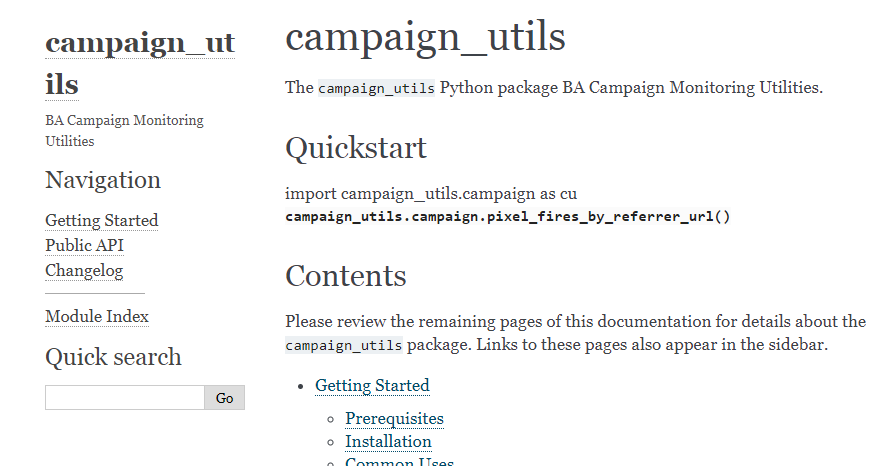 campaign_ut
ils
BA Campaign Monitoring
Utilities
Navigation
Getting Started
Public API
Changelog
Module Index
Quick search
Go
campaign_utils
The campaign_utils Python package BA Campaign Monitoring Utilities.
Quickstart
import campaign_utils.campaign as cu
campaign_utils.campaign.pixel_fires_by_referrer_url()
Contents
Please review the remaining pages of this documentation for details about the
campaign_utils package. Links to these pages also appear in the sidebar.
Getting Started
Prerequisites
Installation
Common Uses